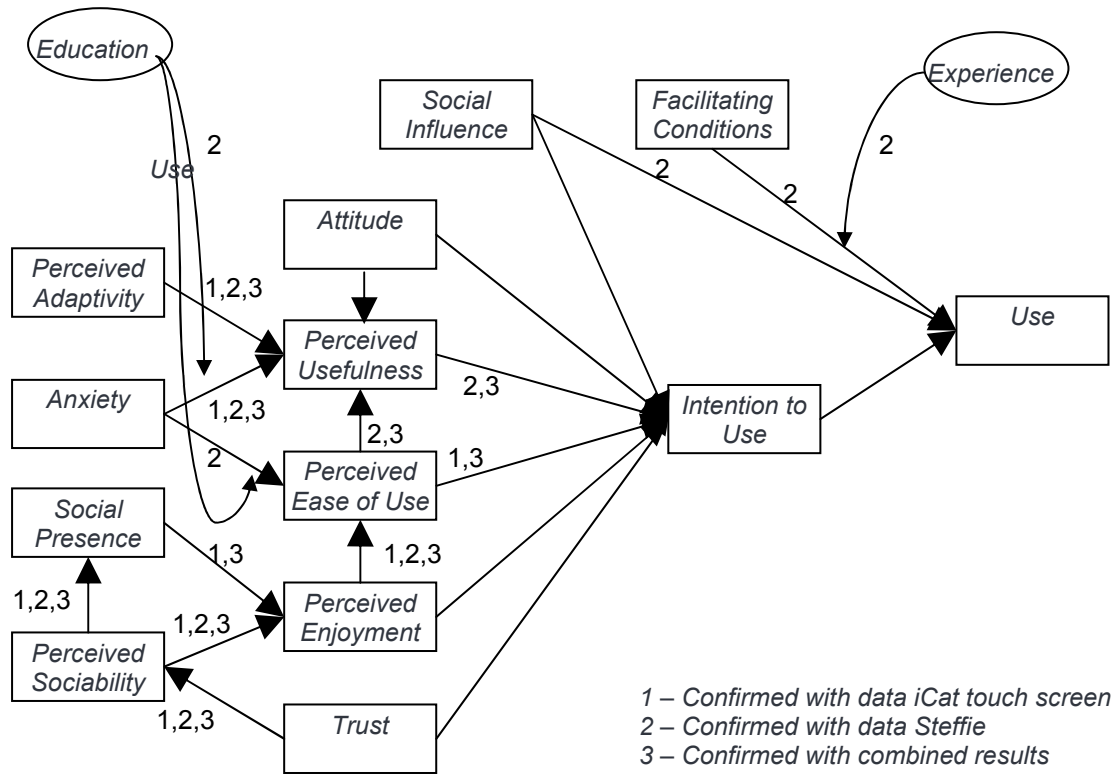 Education
Experience
Social
Influence
Facilitating
Conditions
2
Use
2
2
2
Attitude
Perceived
Adaptivity
1,2,3
Use
Perceived
Usefulness
2,3
Anxiety
1,2,3
Intention to
Use
2,3
2
Perceived
Ease of Use
1,3
Social
Presence
1,3
1,2,3
1,2,3
Perceived
Enjoyment
1,2,3
Perceived
Sociability
1,2,3
Trust
1 – Confirmed with data iCat touch screen
2 – Confirmed with data Steffie
3 – Confirmed with combined results